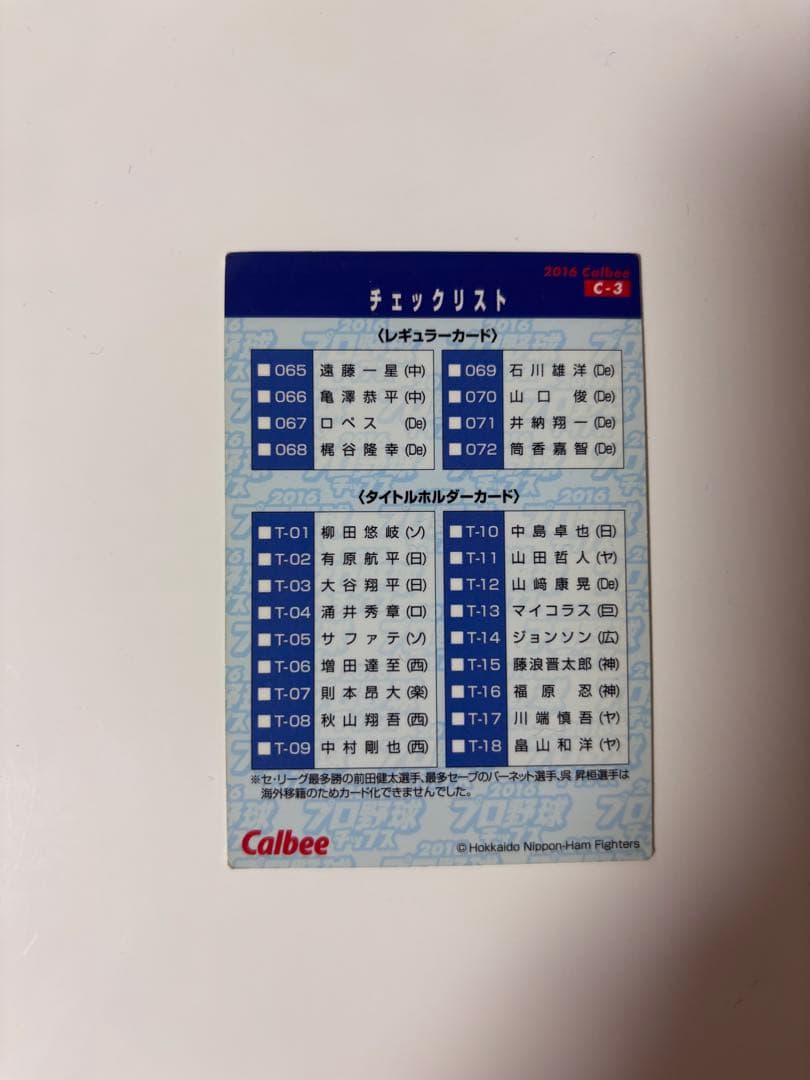 2016 Calbee
C-3
チェックリスト
〈レギュラーカード〉
065 遠藤一星(中)
066 亀澤恭平(中)
067 ロペス(De)
068 梶谷隆幸(De)
069 石川雄洋(De)
070 山口 俊(De)
071 井納翔一(De)
072 筒香嘉智(De)
〈タイトルホルダーカード〉
T-01 柳田悠岐(ソ)
T-02 有原航平(日)
T-03 大谷翔平(日)
T-04 涌井秀章(ロ)
T-05 サファテ(ソ)
T-06 増田達至(西)
T-07 則本昂大(楽)
T-08 秋山翔吾(西)
T-09 中村剛也(西)
T-10 中島卓也(日)
T-11 山田哲人(ヤ)
T-12 山﨑康晃(De)
T-13 マイコラス(巨)
T-14 ジョンソン(広)
T-15 藤浪晋太郎(神)
T-16 福原 忍(神)
T-17 川端慎吾(ヤ)
T-18 畠山和洋(ヤ)
※セ・リーグ最多勝の前田健太選手、最多セーブのバーネット選手、呉 昇桓選手は
海外移籍のためカード化できませんでした。
Calbee
© Hokkaido Nippon-Ham Fighters